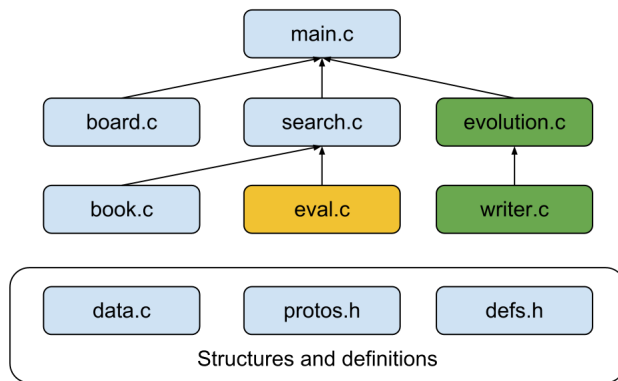 main.c
board.c
search.c
evolution.c
book.c
eval.c
writer.c
data.c
protos.h
defs.h
Structures and definitions